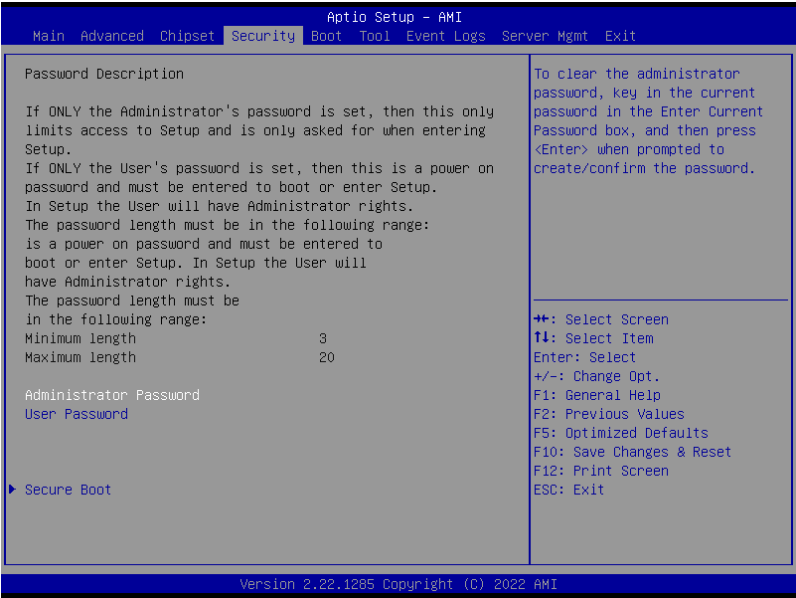 Aptio Setup – AMI
Main Advanced Chipset Security Boot Tool Event Logs Server Mgmt Exit
Password Description
If ONLY the Administrator's password is set, then this only
limits access to Setup and is only asked for when entering
Setup.
If ONLY the User's password is set, then this is a power on
password and must be entered to boot or enter Setup.
In Setup the User will have Administrator rights.
The password length must be in the following range:
is a power on password and must be entered to
boot or enter Setup. In Setup the User will
have Administrator rights.
The password length must be
in the following range:
Minimum length 3
Maximum length 20
Administrator Password
User Password
Secure Boot
To clear the administrator
password, key in the current
password in the Enter Current
Password box, and then press
<Enter> when prompted to
create/confirm the password.
→←: Select Screen
↑↓: Select Item
Enter: Select
+/-: Change Opt.
F1: General Help
F2: Previous Values
F5: Optimized Defaults
F10: Save Changes & Reset
F12: Print Screen
ESC: Exit
Version 2.22.1285 Copyright (C) 2022 AMI